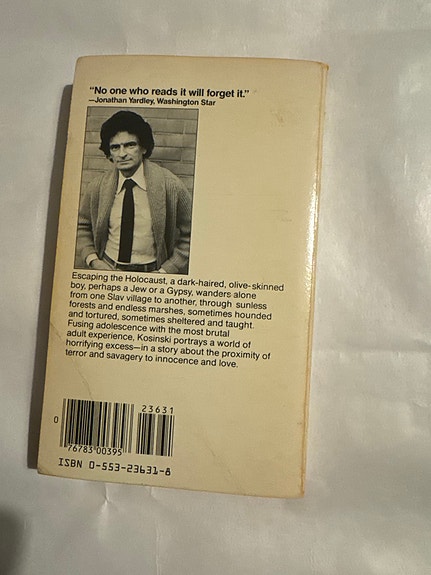 “No one who reads it will forget it.”
—Jonathan Yardley, Washington Star
Escaping the Holocaust, a dark-haired, olive-skinned
boy, perhaps a Jew or a Gypsy, wanders alone
from one Slav village to another, through sunless
forests and endless marshes, sometimes hounded
and tortured, sometimes sheltered and taught.
Fusing adolescence with the most brutal
adult experience, Kosinski portrays a world of
horrifying excess—in a story about the proximity of
terror and savagery to innocence and love.
23631
0
76783 00395
ISBN 0-553-23631-8